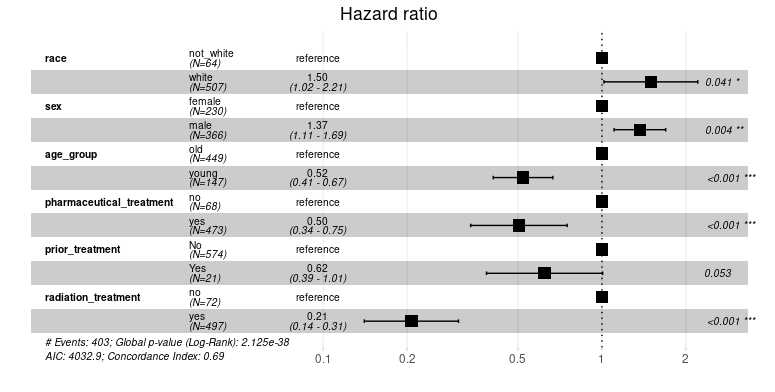 Hazard ratio
race not_white (N=64) reference
white (N=507) 1.50 (1.02 - 2.21) 0.041 *
sex female (N=230) reference
male (N=366) 1.37 (1.11 - 1.69) 0.004 **
age_group old (N=449) reference
young (N=147) 0.52 (0.41 - 0.67) <0.001 ***
pharmaceutical_treatment no (N=68) reference
yes (N=473) 0.50 (0.34 - 0.75) <0.001 ***
prior_treatment No (N=574) reference
Yes (N=21) 0.62 (0.39 - 1.01) 0.053
radiation_treatment no (N=72) reference
yes (N=497) 0.21 (0.14 - 0.31) <0.001 ***
# Events: 403; Global p-value (Log-Rank): 2.125e-38
AIC: 4032.9; Concordance Index: 0.69
0.1 0.2 0.5 1 2